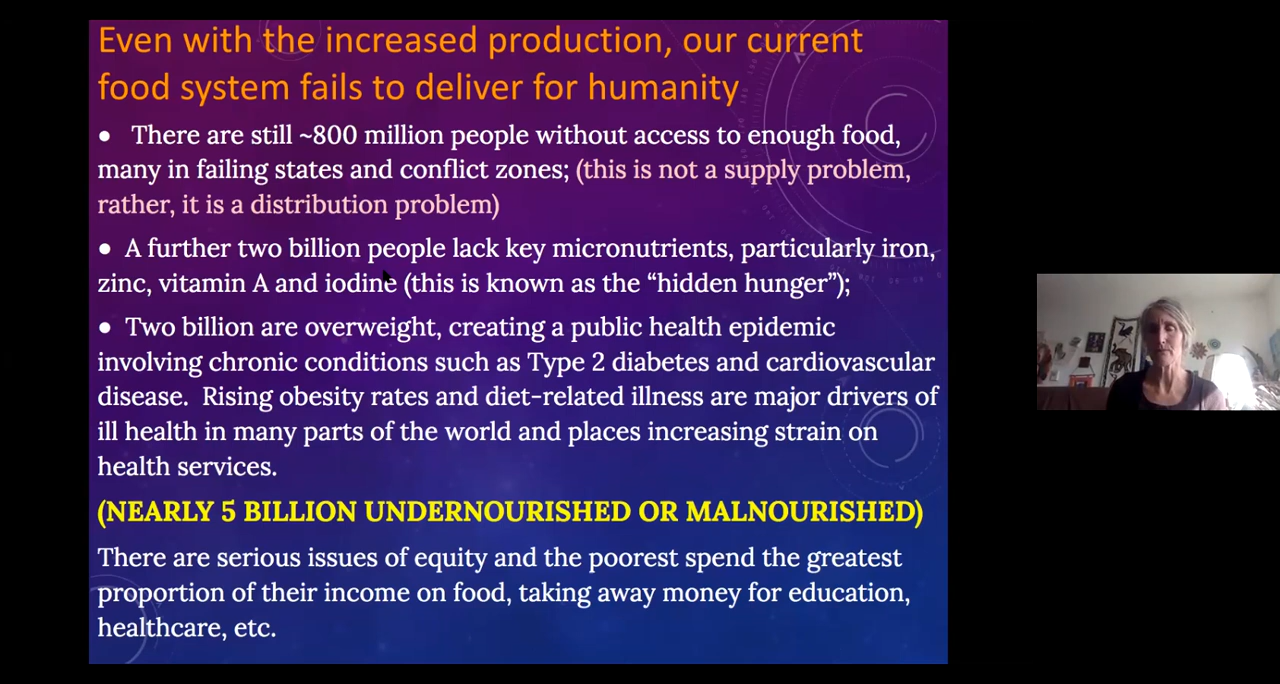 Even with the increased production, our current
food system fails to deliver for humanity
● There are still ~800 million people without access to enough food,
many in failing states and conflict zones; (this is not a supply problem,
rather, it is a distribution problem)
● A further two billion people lack key micronutrients, particularly iron,
zinc, vitamin A and iodine (this is known as the “hidden hunger”);
● Two billion are overweight, creating a public health epidemic
involving chronic conditions such as Type 2 diabetes and cardiovascular
disease. Rising obesity rates and diet-related illness are major drivers of
ill health in many parts of the world and places increasing strain on
health services.
(NEARLY 5 BILLION UNDERNOURISHED OR MALNOURISHED)
There are serious issues of equity and the poorest spend the greatest
proportion of their income on food, taking away money for education,
healthcare, etc.